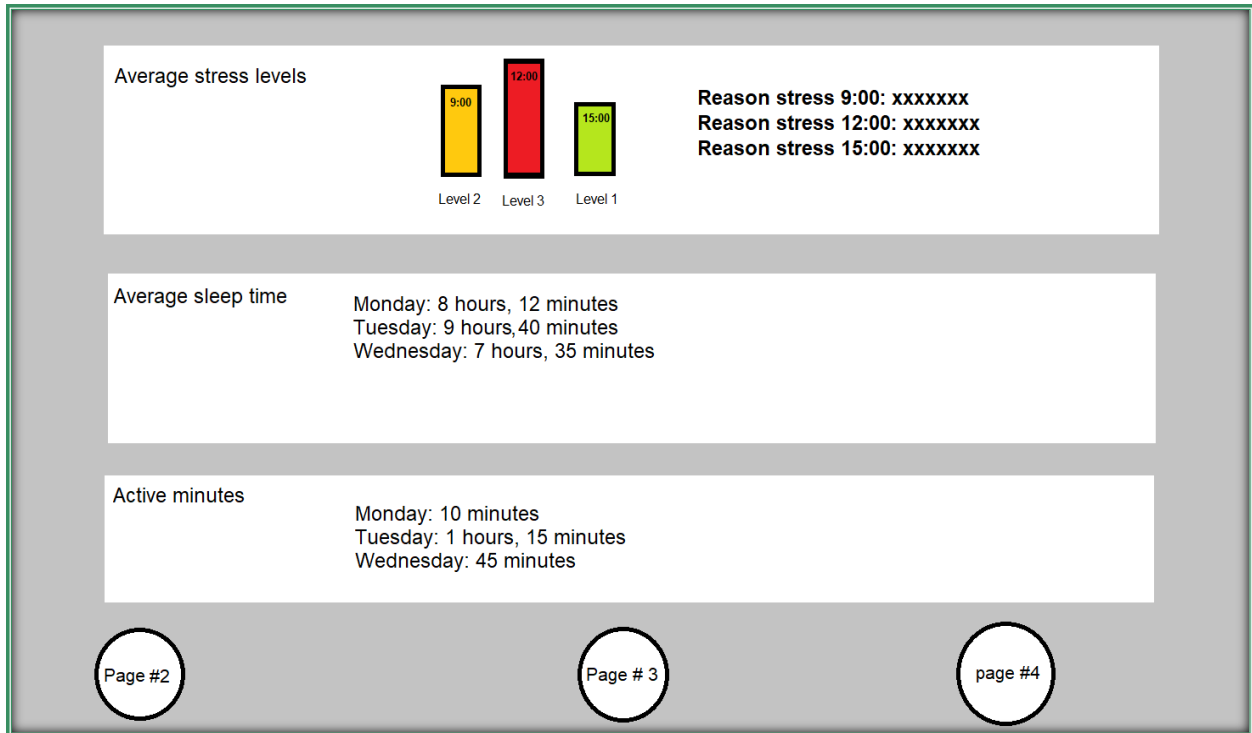 Average stress levels
9:00
12:00
15:00
Level 2
Level 3
Level 1
Reason stress 9:00: xxxxxxx
Reason stress 12:00: xxxxxxx
Reason stress 15:00: xxxxxxx
Average sleep time
Monday: 8 hours, 12 minutes
Tuesday: 9 hours,40 minutes
Wednesday: 7 hours, 35 minutes
Active minutes
Monday: 10 minutes
Tuesday: 1 hours, 15 minutes
Wednesday: 45 minutes
Page #2
Page # 3
page #4